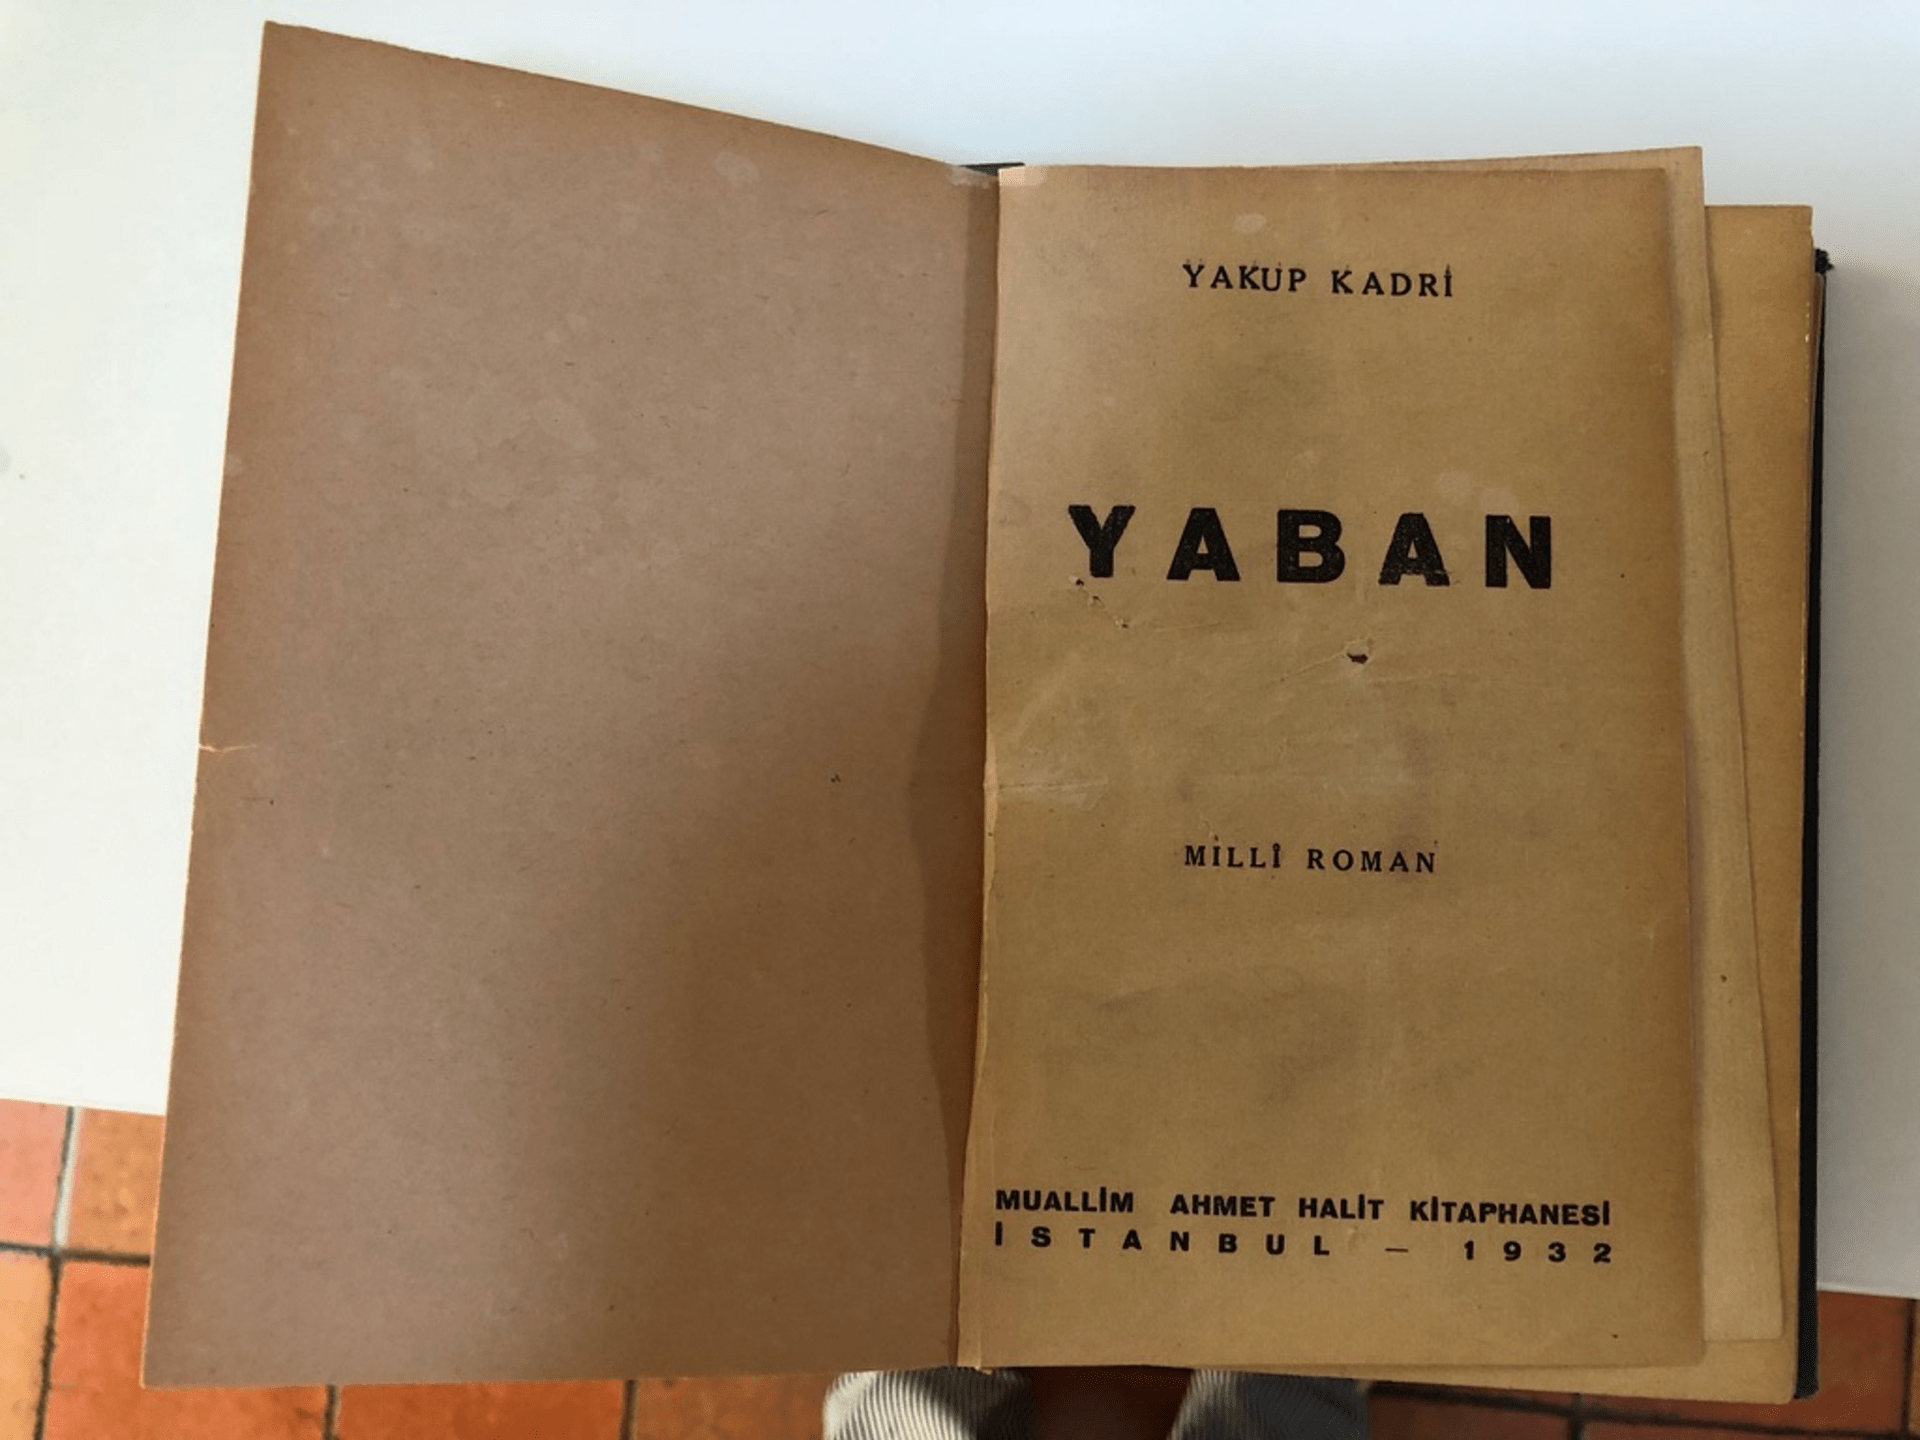 YAKUP KADRİ
YABAN
MİLLÎ ROMAN
MUALLİM AHMET HALİT KİTAPHANESİ
İSTANBUL — 1932